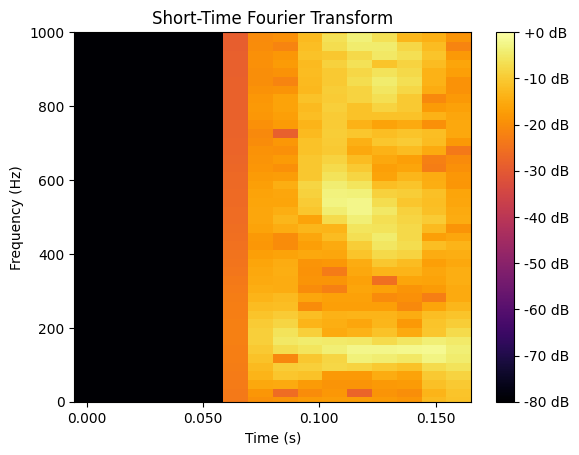 Short-Time Fourier Transform
Frequency (Hz)
1000
800
600
400
200
0
0.000
0.050
0.100
0.150
Time (s)
+0 dB
-10 dB
-20 dB
-30 dB
-40 dB
-50 dB
-60 dB
-70 dB
-80 dB